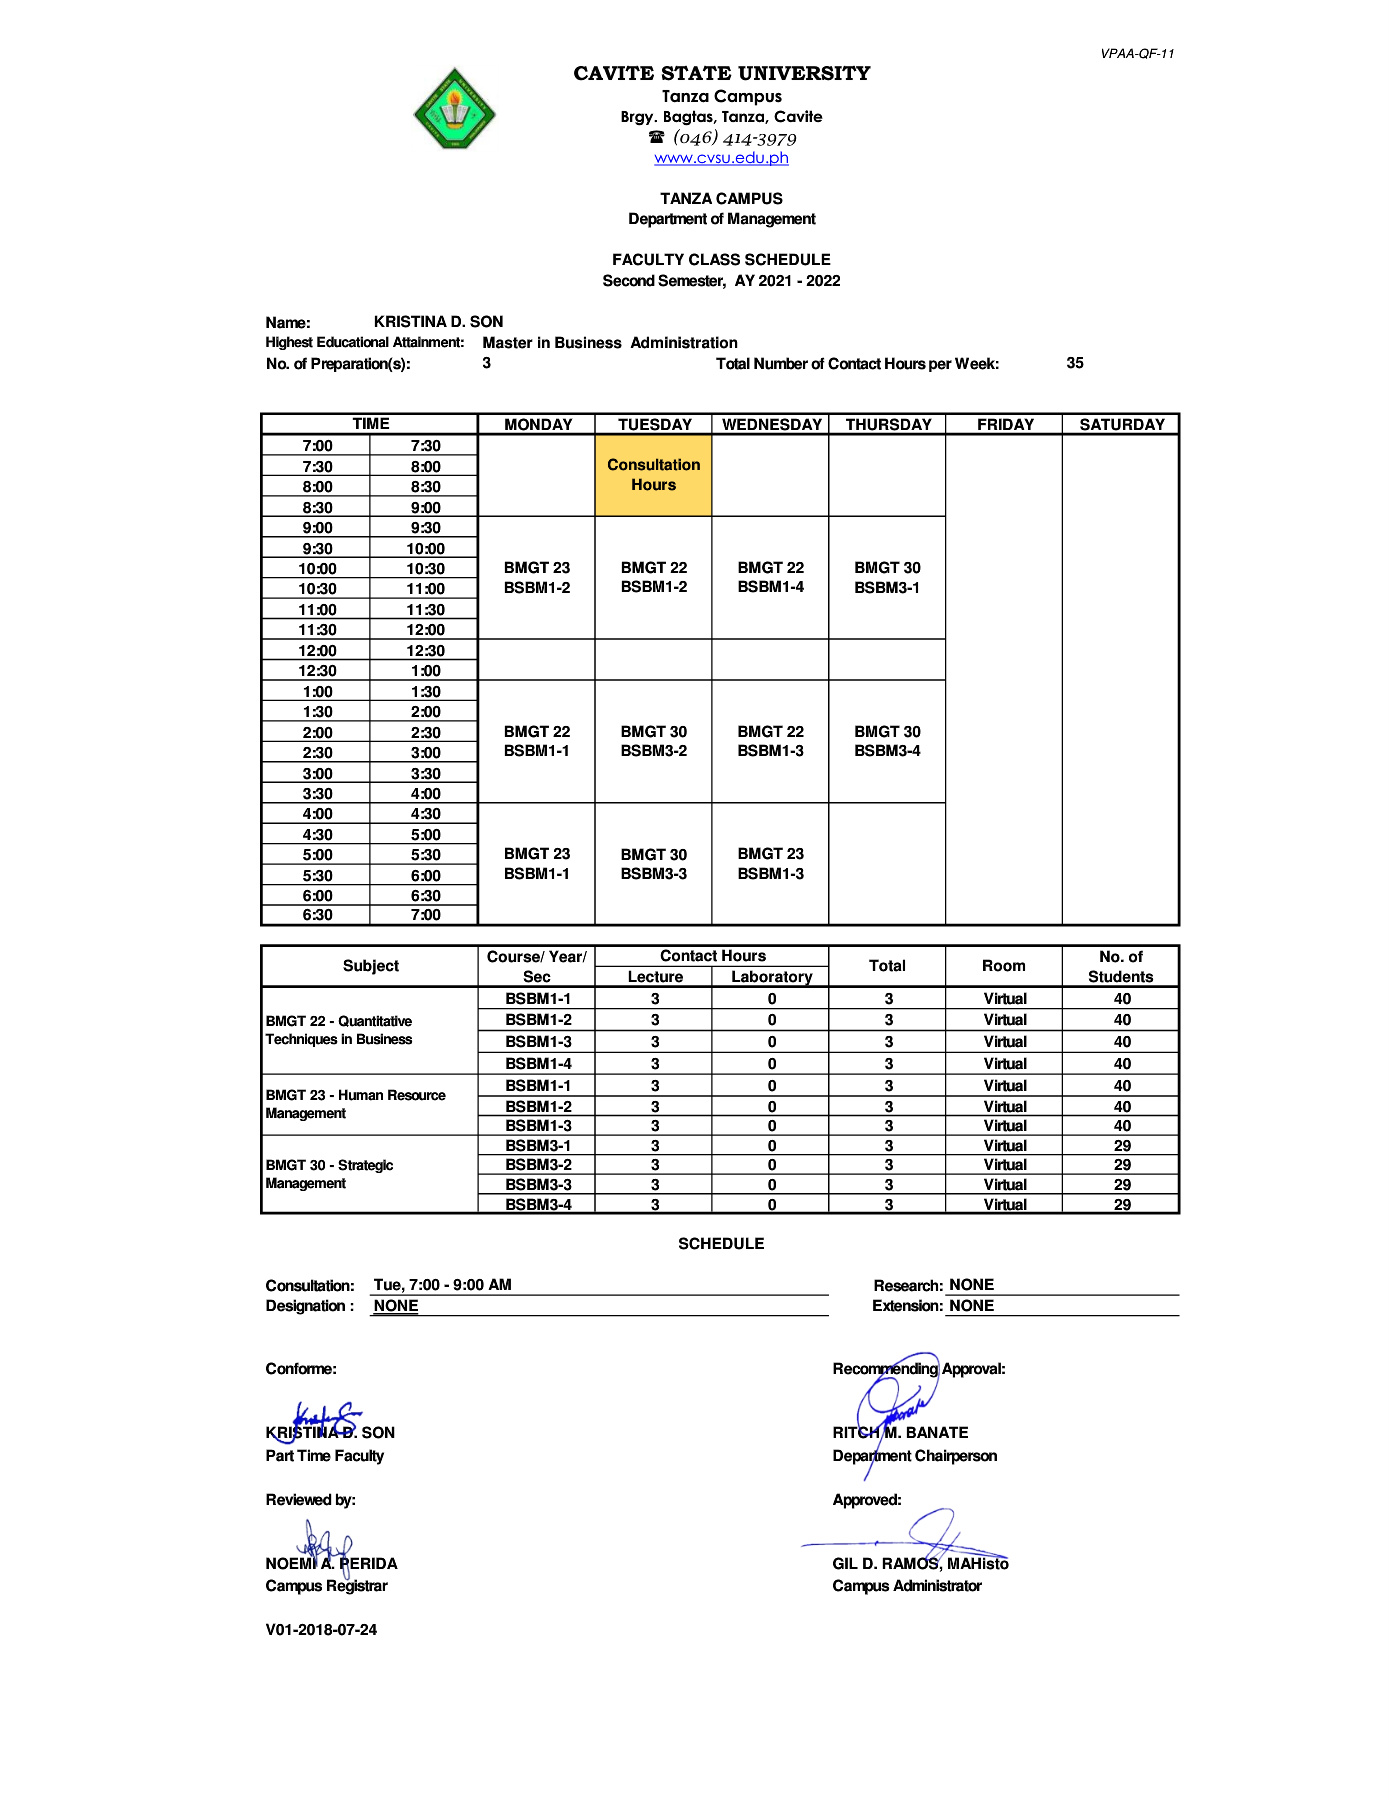 VPAA-QF-11
CAVITE STATE UNIVERSITY
Tanza Campus
Brgy. Bagtas, Tanza, Cavite
☎ (046) 414-3979
www.cvsu.edu.ph
TANZA CAMPUS
Department of Management
FACULTY CLASS SCHEDULE
Second Semester, AY 2021 - 2022
Name: KRISTINA D. SON
Highest Educational Attainment: Master in Business Administration
No. of Preparation(s): 3 Total Number of Contact Hours per Week: 35
TIME MONDAY TUESDAY WEDNESDAY THURSDAY FRIDAY SATURDAY
7:00 7:30
7:30 8:00
8:00 8:30
8:30 9:00
Consultation
Hours
9:00 9:30
9:30 10:00
10:00 10:30
10:30 11:00
11:00 11:30
11:30 12:00
BMGT 23 BMGT 22 BMGT 22 BMGT 30
BSBM1-2 BSBM1-2 BSBM1-4 BSBM3-1
12:00 12:30
12:30 1:00
1:00 1:30
1:30 2:00
2:00 2:30
2:30 3:00
3:00 3:30
3:30 4:00
BMGT 22 BMGT 30 BMGT 22 BMGT 30
BSBM1-1 BSBM3-2 BSBM1-3 BSBM3-4
4:00 4:30
4:30 5:00
5:00 5:30
5:30 6:00
6:00 6:30
6:30 7:00
BMGT 23 BMGT 30 BMGT 23
BSBM1-1 BSBM3-3 BSBM1-3
Subject Course/ Year/ Sec Contact Hours Total Room No. of Students
Lecture Laboratory
BMGT 22 - Quantitative
Techniques in Business
BSBM1-1 3 0 3 Virtual 40
BSBM1-2 3 0 3 Virtual 40
BSBM1-3 3 0 3 Virtual 40
BSBM1-4 3 0 3 Virtual 40
BMGT 23 - Human Resource
Management
BSBM1-1 3 0 3 Virtual 40
BSBM1-2 3 0 3 Virtual 40
BSBM1-3 3 0 3 Virtual 40
BMGT 30 - Strategic
Management
BSBM3-1 3 0 3 Virtual 29
BSBM3-2 3 0 3 Virtual 29
BSBM3-3 3 0 3 Virtual 29
BSBM3-4 3 0 3 Virtual 29
SCHEDULE
Consultation: Tue, 7:00 - 9:00 AM Research: NONE
Designation : NONE Extension: NONE
Conforme: Recommending Approval:
KRISTINA D. SON RITCH M. BANATE
Part Time Faculty Department Chairperson
Reviewed by: Approved:
NOEMI A. PERIDA GIL D. RAMOS, MAHisto
Campus Registrar Campus Administrator
V01-2018-07-24